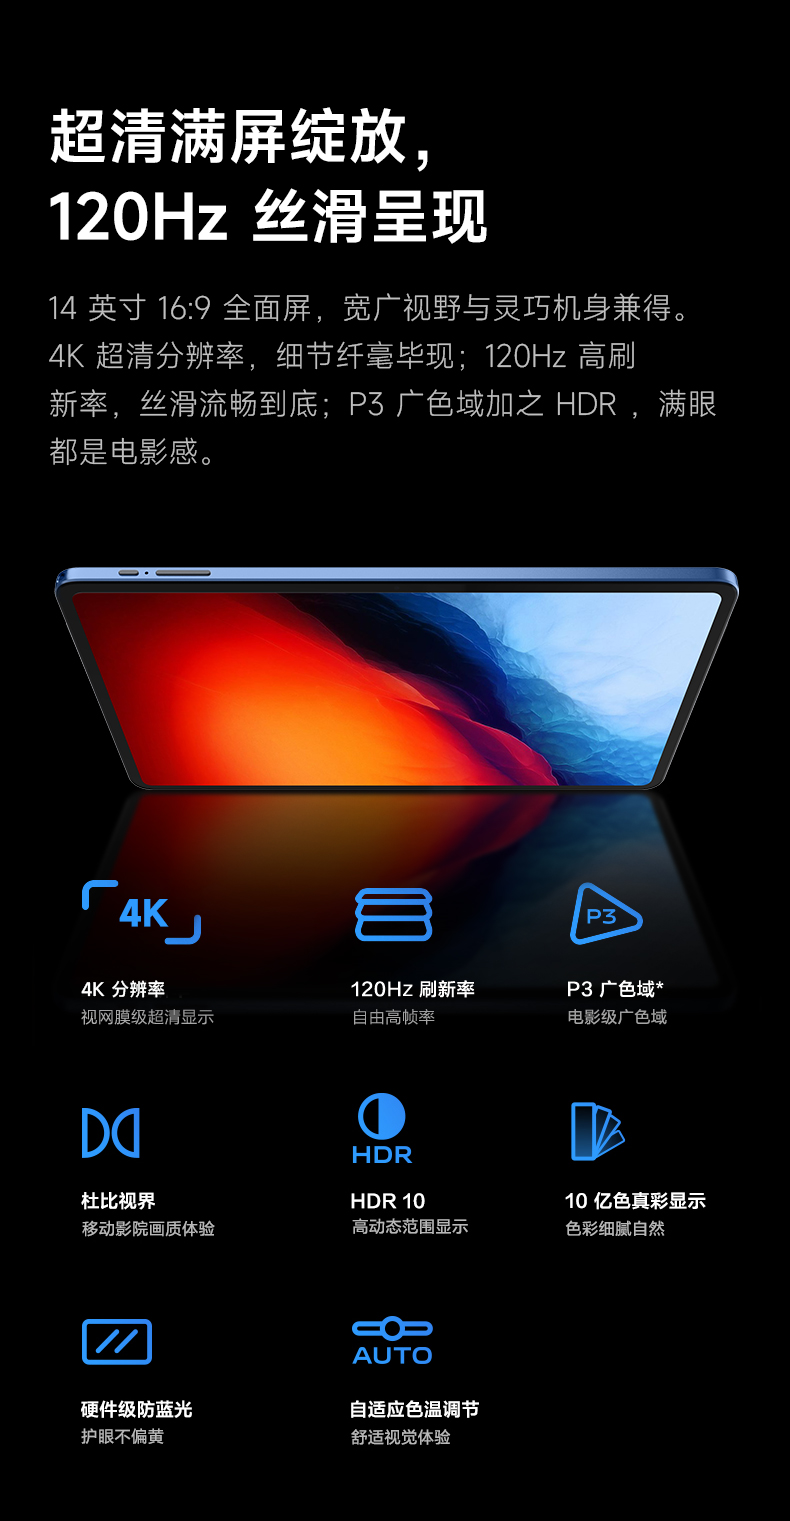 超清满屏绽放，
120Hz 丝滑呈现
14 英寸 16:9 全面屏，宽广视野与灵巧机身兼得。
4K 超清分辨率，细节纤毫毕现；120Hz 高刷
新率，丝滑流畅到底；P3 广色域加之 HDR ，满眼
都是电影感。
4K
P3
4K 分辨率
120Hz 刷新率
P3 广色域*
视网膜级超清显示
自由高帧率
电影级广色域
HDR
杜比视界
HDR 10
10 亿色真彩显示
移动影院画质体验
高动态范围显示
色彩细腻自然
AUTO
硬件级防蓝光
自适应色温调节
护眼不偏黄
舒适视觉体验